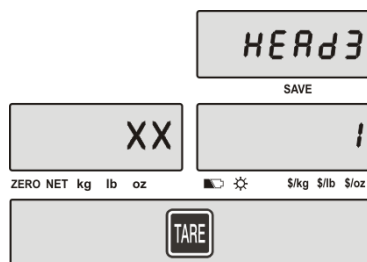 HEAd3
SAVE
XX 1
ZERO NET kg lb oz $/kg $/lb $/oz
TARE